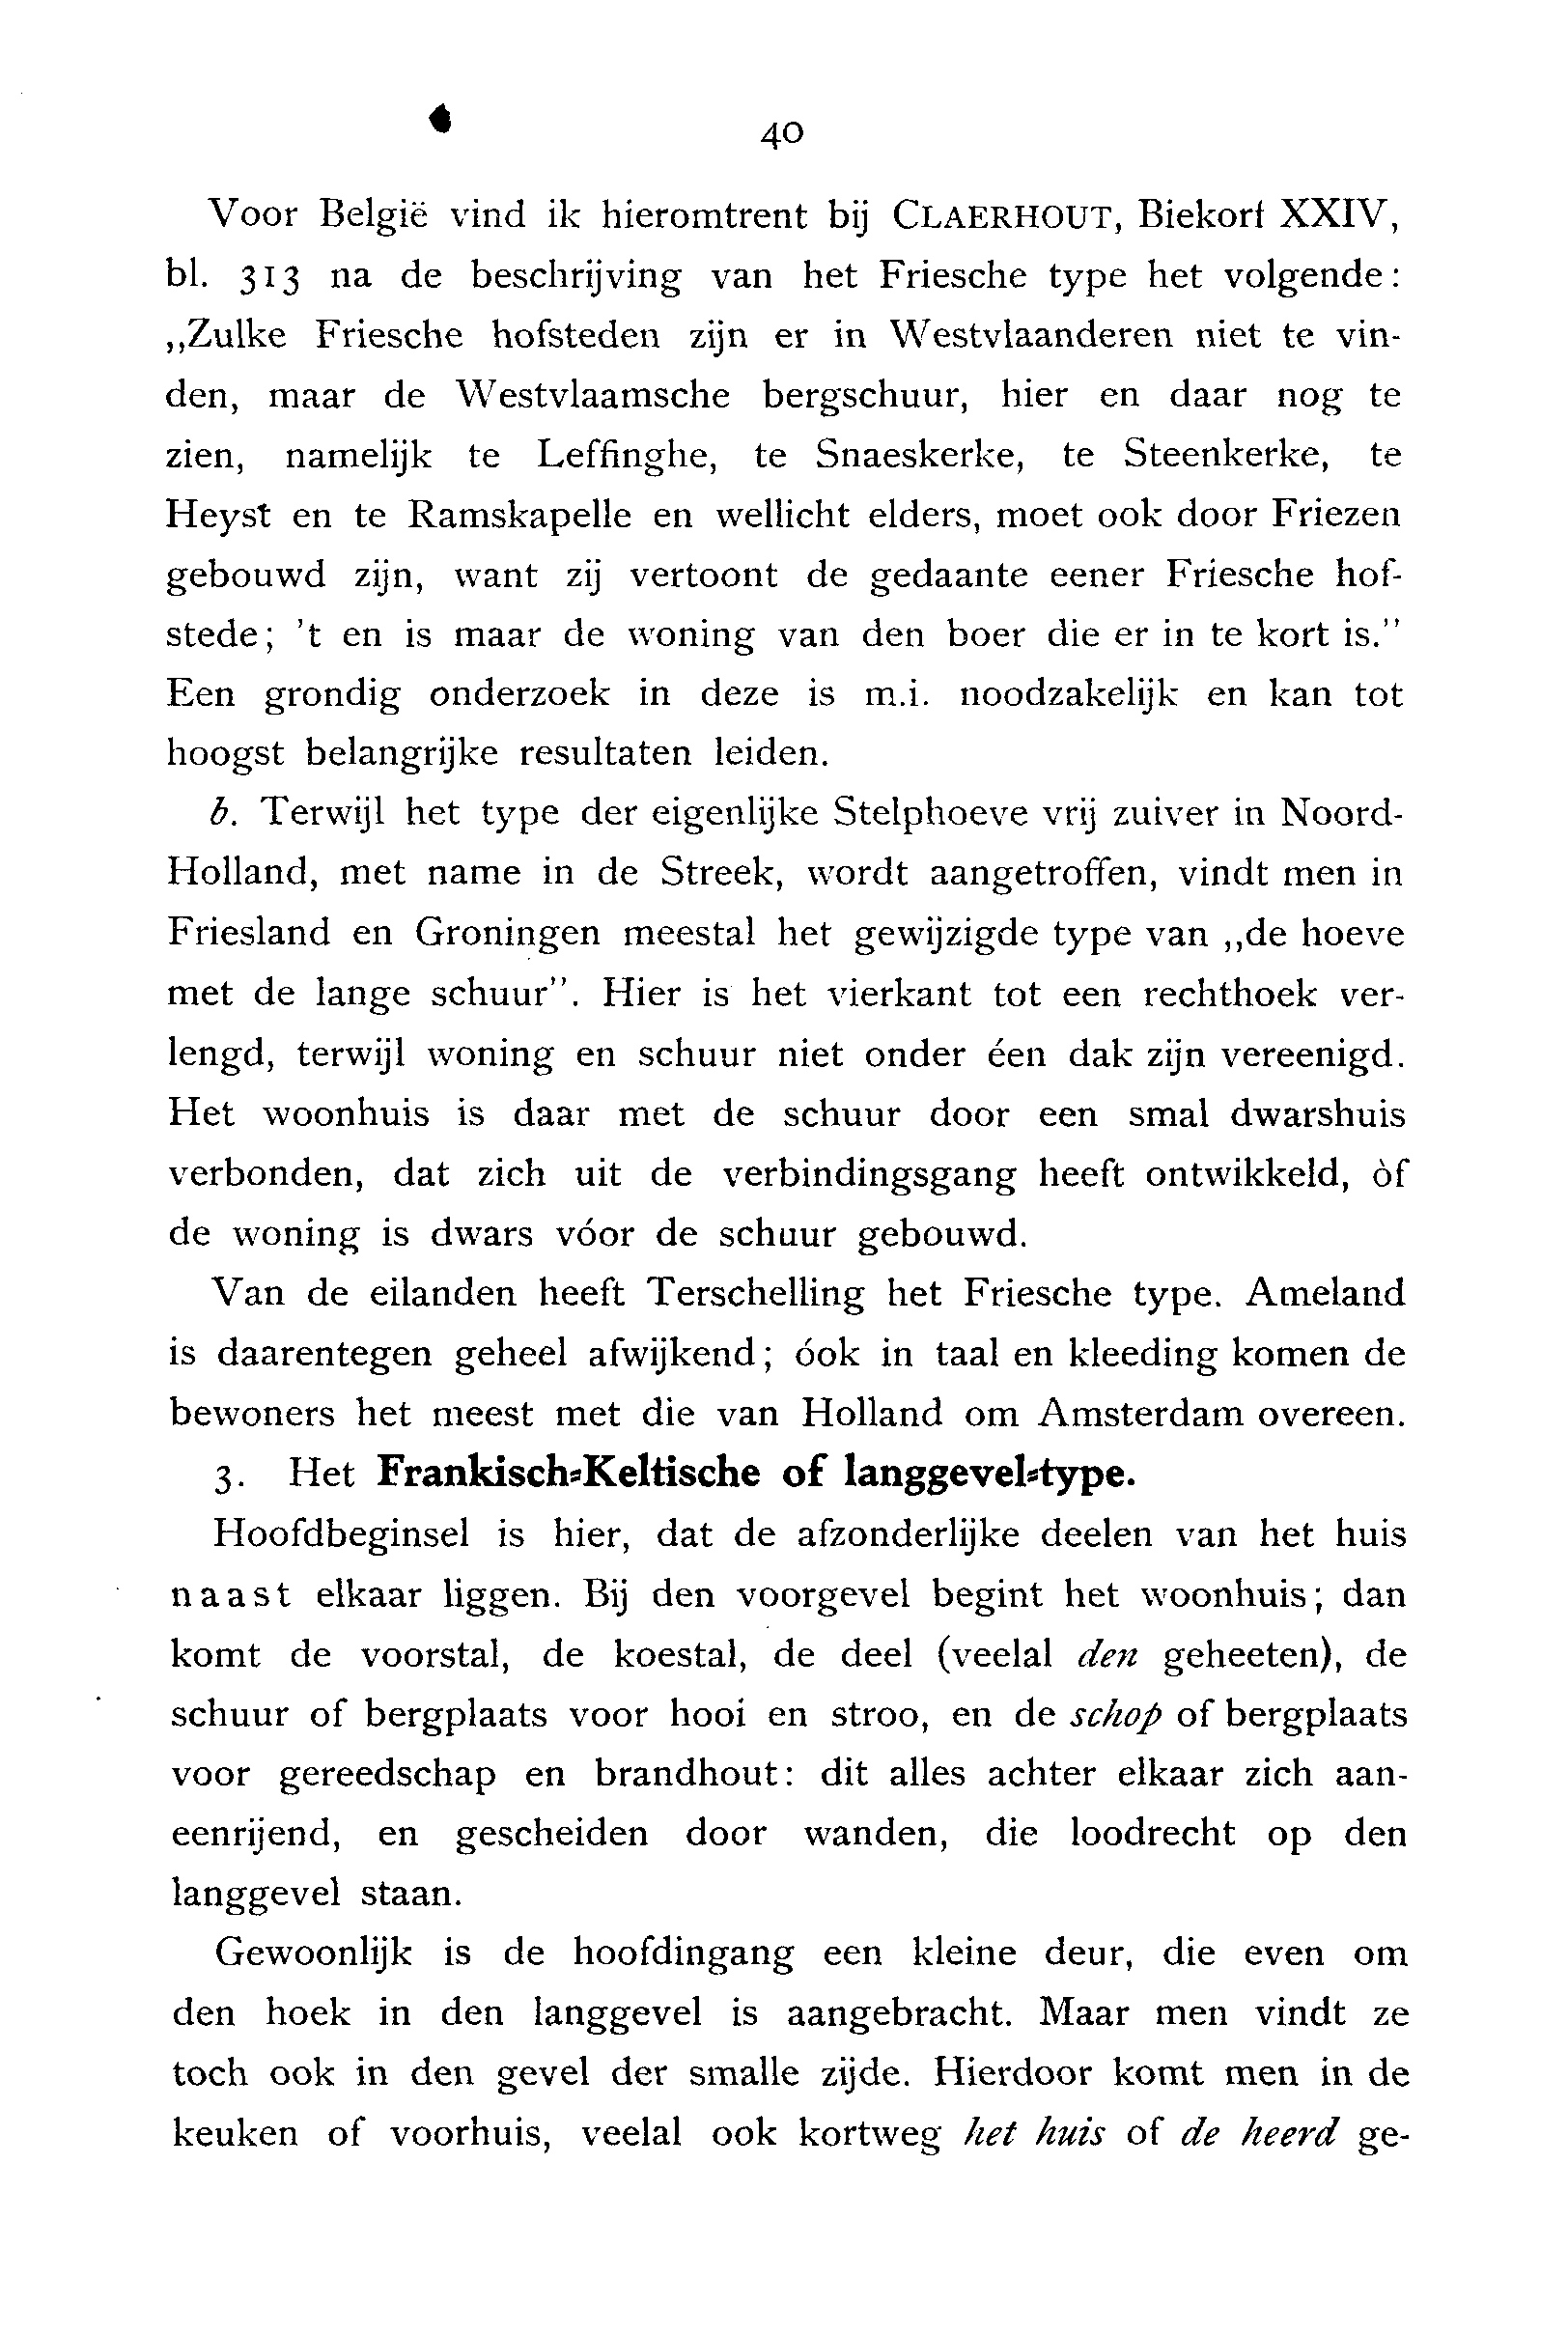 40
Voor België vind ik hieromtrent bij CLAERHOUT, Biekorf XXIV,
bl. 313 na de beschrijving van het Friesche type het volgende:
„Zulke Friesche hofsteden zijn er in Westvlaanderen niet te vin-
den, maar de Westvlaamsche bergschuur, hier en daar nog te
zien, namelijk te Leffinghe, te Snaeskerke, te Steenkerke, te
Heyst en te Ramskapelle en wellicht elders, moet ook door Friezen
gebouwd zijn, want zij vertoont de gedaante eener Friesche hof-
stede; 't en is maar de woning van den boer die er in te kort is."
Een grondig onderzoek in deze is m.i. noodzakelijk en kan tot
hoogst belangrijke resultaten leiden.
b. Terwijl het type der eigenlijke Stelphoeve vrij zuiver in Noord-
Holland, met name in de Streek, wordt aangetroffen, vindt men in
Friesland en Groningen meestal het gewijzigde type van „de hoeve
met de lange schuur". Hier is het vierkant tot een rechthoek ver-
lengd, terwijl woning en schuur niet onder éen dak zijn vereenigd.
Het woonhuis is daar met de schuur door een smal dwarshuis
verbonden, dat zich uit de verbindingsgang heeft ontwikkeld, òf
de woning is dwars vóor de schuur gebouwd.
Van de eilanden heeft Terschelling het Friesche type. Ameland
is daarentegen geheel afwijkend; óok in taal en kleeding komen de
bewoners het meest met die van Holland om Amsterdam overeen.
3. Het Frankisch-Keltische of langgevel-type.
Hoofdbeginsel is hier, dat de afzonderlijke deelen van het huis
naast elkaar liggen. Bij den voorgevel begint het woonhuis; dan
komt de voorstal, de koestal, de deel (veelal den geheeten), de
schuur of bergplaats voor hooi en stroo, en de schop of bergplaats
voor gereedschap en brandhout: dit alles achter elkaar zich aan-
eenrijend, en gescheiden door wanden, die loodrecht op den
langgevel staan.
Gewoonlijk is de hoofdingang een kleine deur, die even om
den hoek in den langgevel is aangebracht. Maar men vindt ze
toch ook in den gevel der smalle zijde. Hierdoor komt men in de
keuken of voorhuis, veelal ook kortweg het huis of de heerd ge-